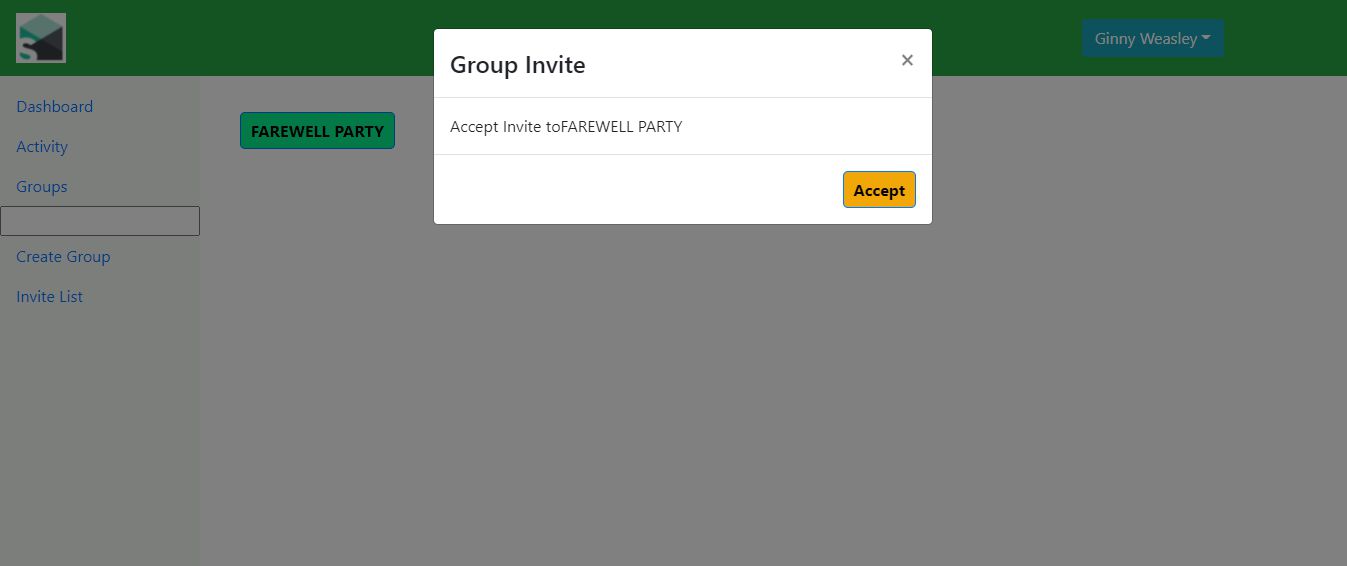 S
Ginny Weasley
Group Invite
×
Accept Invite toFAREWELL PARTY
Accept
Dashboard
Activity
Groups
Create Group
Invite List
FAREWELL PARTY